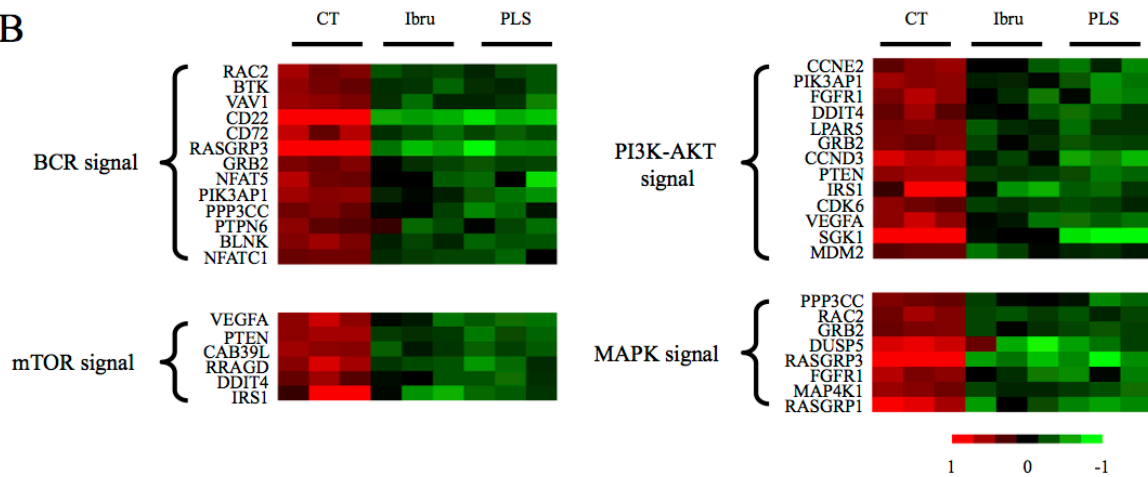 B
CT Ibru PLS
BCR signal
RAC2
BTK
VAV1
CD22
CD72
RASGRP3
GRB2
NFAT5
PIK3AP1
PPP3CC
PTPN6
BLNK
NFATC1
mTOR signal
VEGFA
PTEN
CAB39L
RRAGD
DDIT4
IRS1
CT Ibru PLS
PI3K-AKT
signal
CCNE2
PIK3AP1
FGFR1
DDIT4
LPAR5
GRB2
CCND3
PTEN
IRS1
CDK6
VEGFA
SGK1
MDM2
MAPK signal
PPP3CC
RAC2
GRB2
DUSP5
RASGRP3
FGFR1
MAP4K1
RASGRP1
1 0 -1